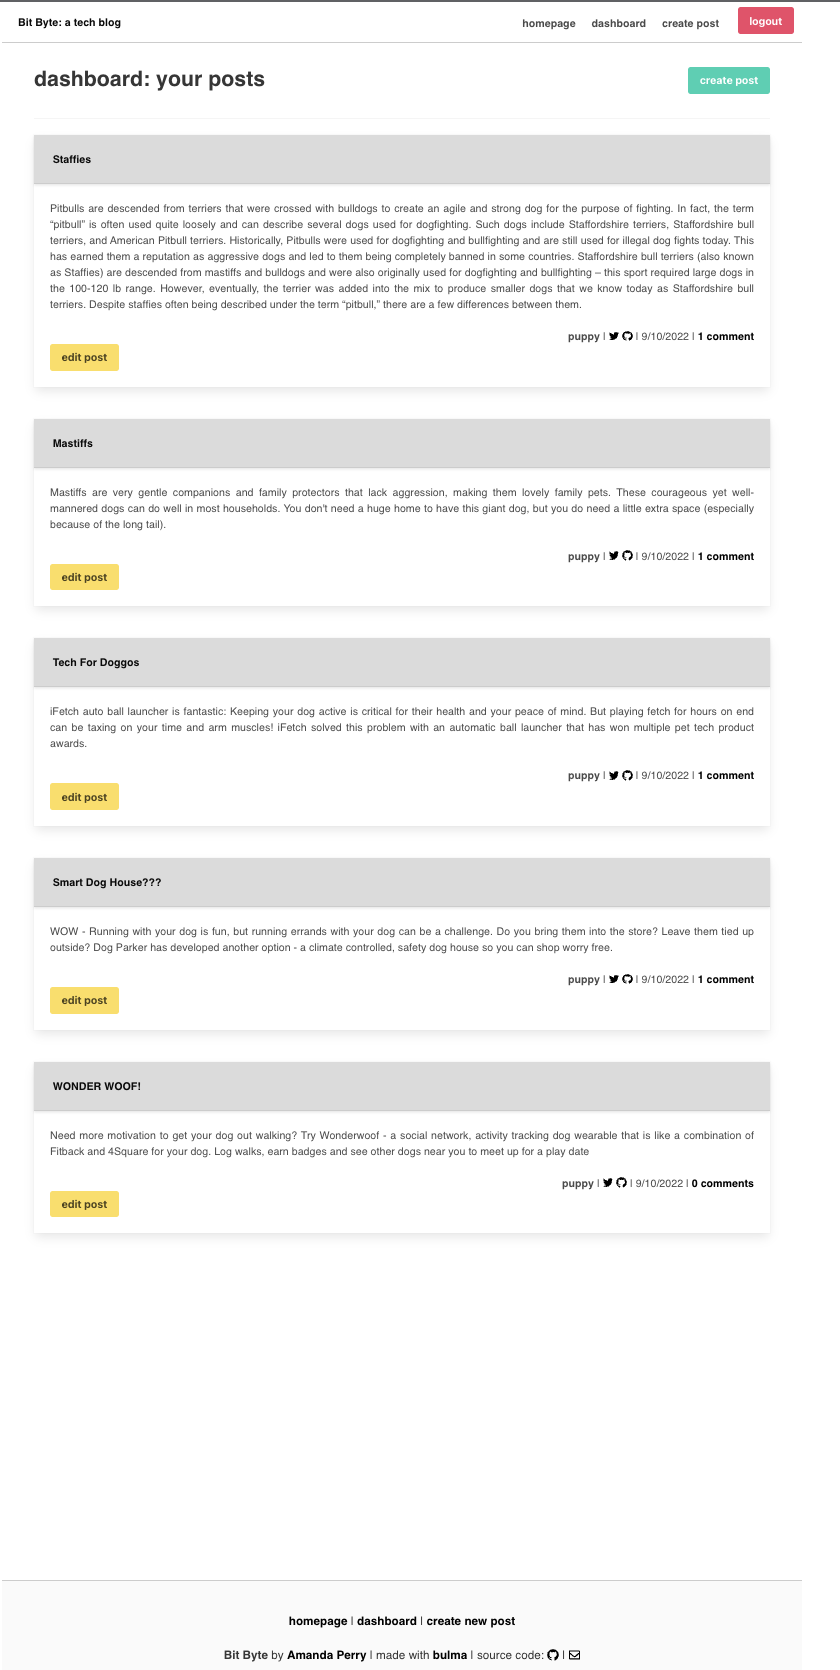 Bit Byte: a tech blog homepage dashboard create post logout
dashboard: your posts create post
Staffies
Pitbulls are descended from terriers that were crossed with bulldogs to create an agile and strong dog for the purpose of fighting. In fact, the term
“pitbull” is often used quite loosely and can describe several dogs used for dogfighting. Such dogs include Staffordshire terriers, Staffordshire bull
terriers, and American Pitbull terriers. Historically, Pitbulls were used for dogfighting and bullfighting and are still used for illegal dog fights today. This
has earned them a reputation as aggressive dogs and led to them being completely banned in some countries. Staffordshire bull terriers (also known
as Staffies) are descended from mastiffs and bulldogs and were also originally used for dogfighting and bullfighting – this sport required large dogs in
the 100-120 lb range. However, eventually, the terrier was added into the mix to produce smaller dogs that we know today as Staffordshire bull
terriers. Despite staffies often being described under the term “pitbull,” there are a few differences between them.
puppy | | 9/10/2022 | 1 comment
edit post
Mastiffs
Mastiffs are very gentle companions and family protectors that lack aggression, making them lovely family pets. These courageous yet well-
mannered dogs can do well in most households. You don't need a huge home to have this giant dog, but you do need a little extra space (especially
because of the long tail).
puppy | | 9/10/2022 | 1 comment
edit post
Tech For Doggos
iFetch auto ball launcher is fantastic: Keeping your dog active is critical for their health and your peace of mind. But playing fetch for hours on end
can be taxing on your time and arm muscles! iFetch solved this problem with an automatic ball launcher that has won multiple pet tech product
awards.
puppy | | 9/10/2022 | 1 comment
edit post
Smart Dog House???
WOW - Running with your dog is fun, but running errands with your dog can be a challenge. Do you bring them into the store? Leave them tied up
outside? Dog Parker has developed another option - a climate controlled, safety dog house so you can shop worry free.
puppy | | 9/10/2022 | 1 comment
edit post
WONDER WOOF!
Need more motivation to get your dog out walking? Try Wonderwoof - a social network, activity tracking dog wearable that is like a combination of
Fitback and 4Square for your dog. Log walks, earn badges and see other dogs near you to meet up for a play date
puppy | | 9/10/2022 | 0 comments
edit post
homepage | dashboard | create new post
Bit Byte by Amanda Perry | made with bulma | source code: |